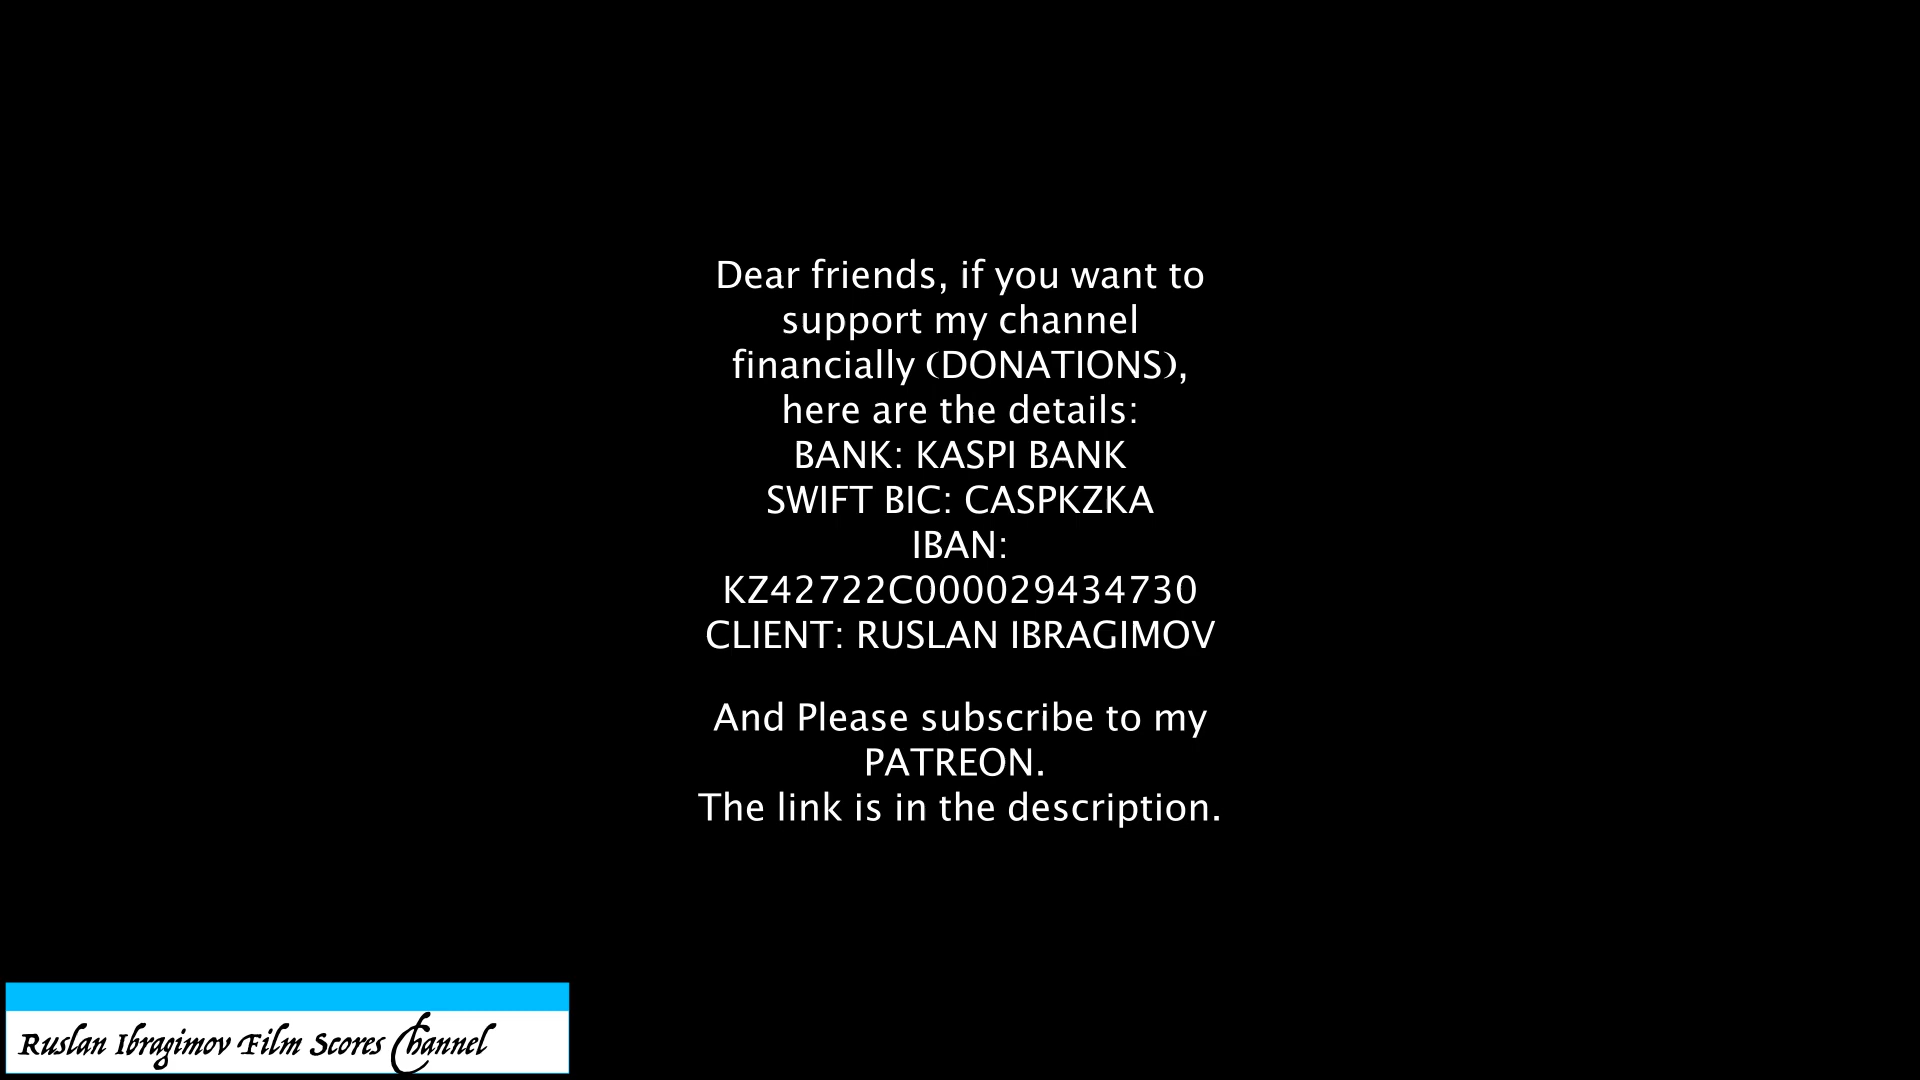 Dear friends, if you want to
support my channel
financially (DONATIONS),
here are the details:
BANK: KASPI BANK
SWIFT BIC: CASPKZKA
IBAN:
KZ42722C000029434730
CLIENT: RUSLAN IBRAGIMOV
And Please subscribe to my
PATREON.
The link is in the description.
Ruslan Ibragimov Film Scores Channel